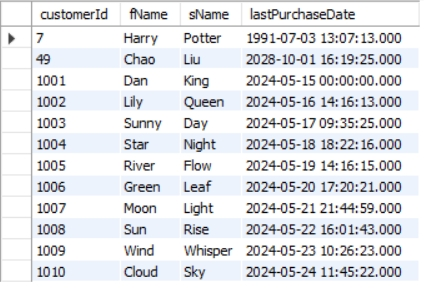 customerId fName sName lastPurchaseDate
7 Harry Potter 1991-07-03 13:07:13.000
49 Chao Liu 2028-10-01 16:19:25.000
1001 Dan King 2024-05-15 00:00:00.000
1002 Lily Queen 2024-05-16 14:16:13.000
1003 Sunny Day 2024-05-17 09:35:25.000
1004 Star Night 2024-05-18 18:22:16.000
1005 River Flow 2024-05-19 14:16:15.000
1006 Green Leaf 2024-05-20 17:20:21.000
1007 Moon Light 2024-05-21 21:44:59.000
1008 Sun Rise 2024-05-22 16:01:43.000
1009 Wind Whisper 2024-05-23 10:26:23.000
1010 Cloud Sky 2024-05-24 11:45:22.000